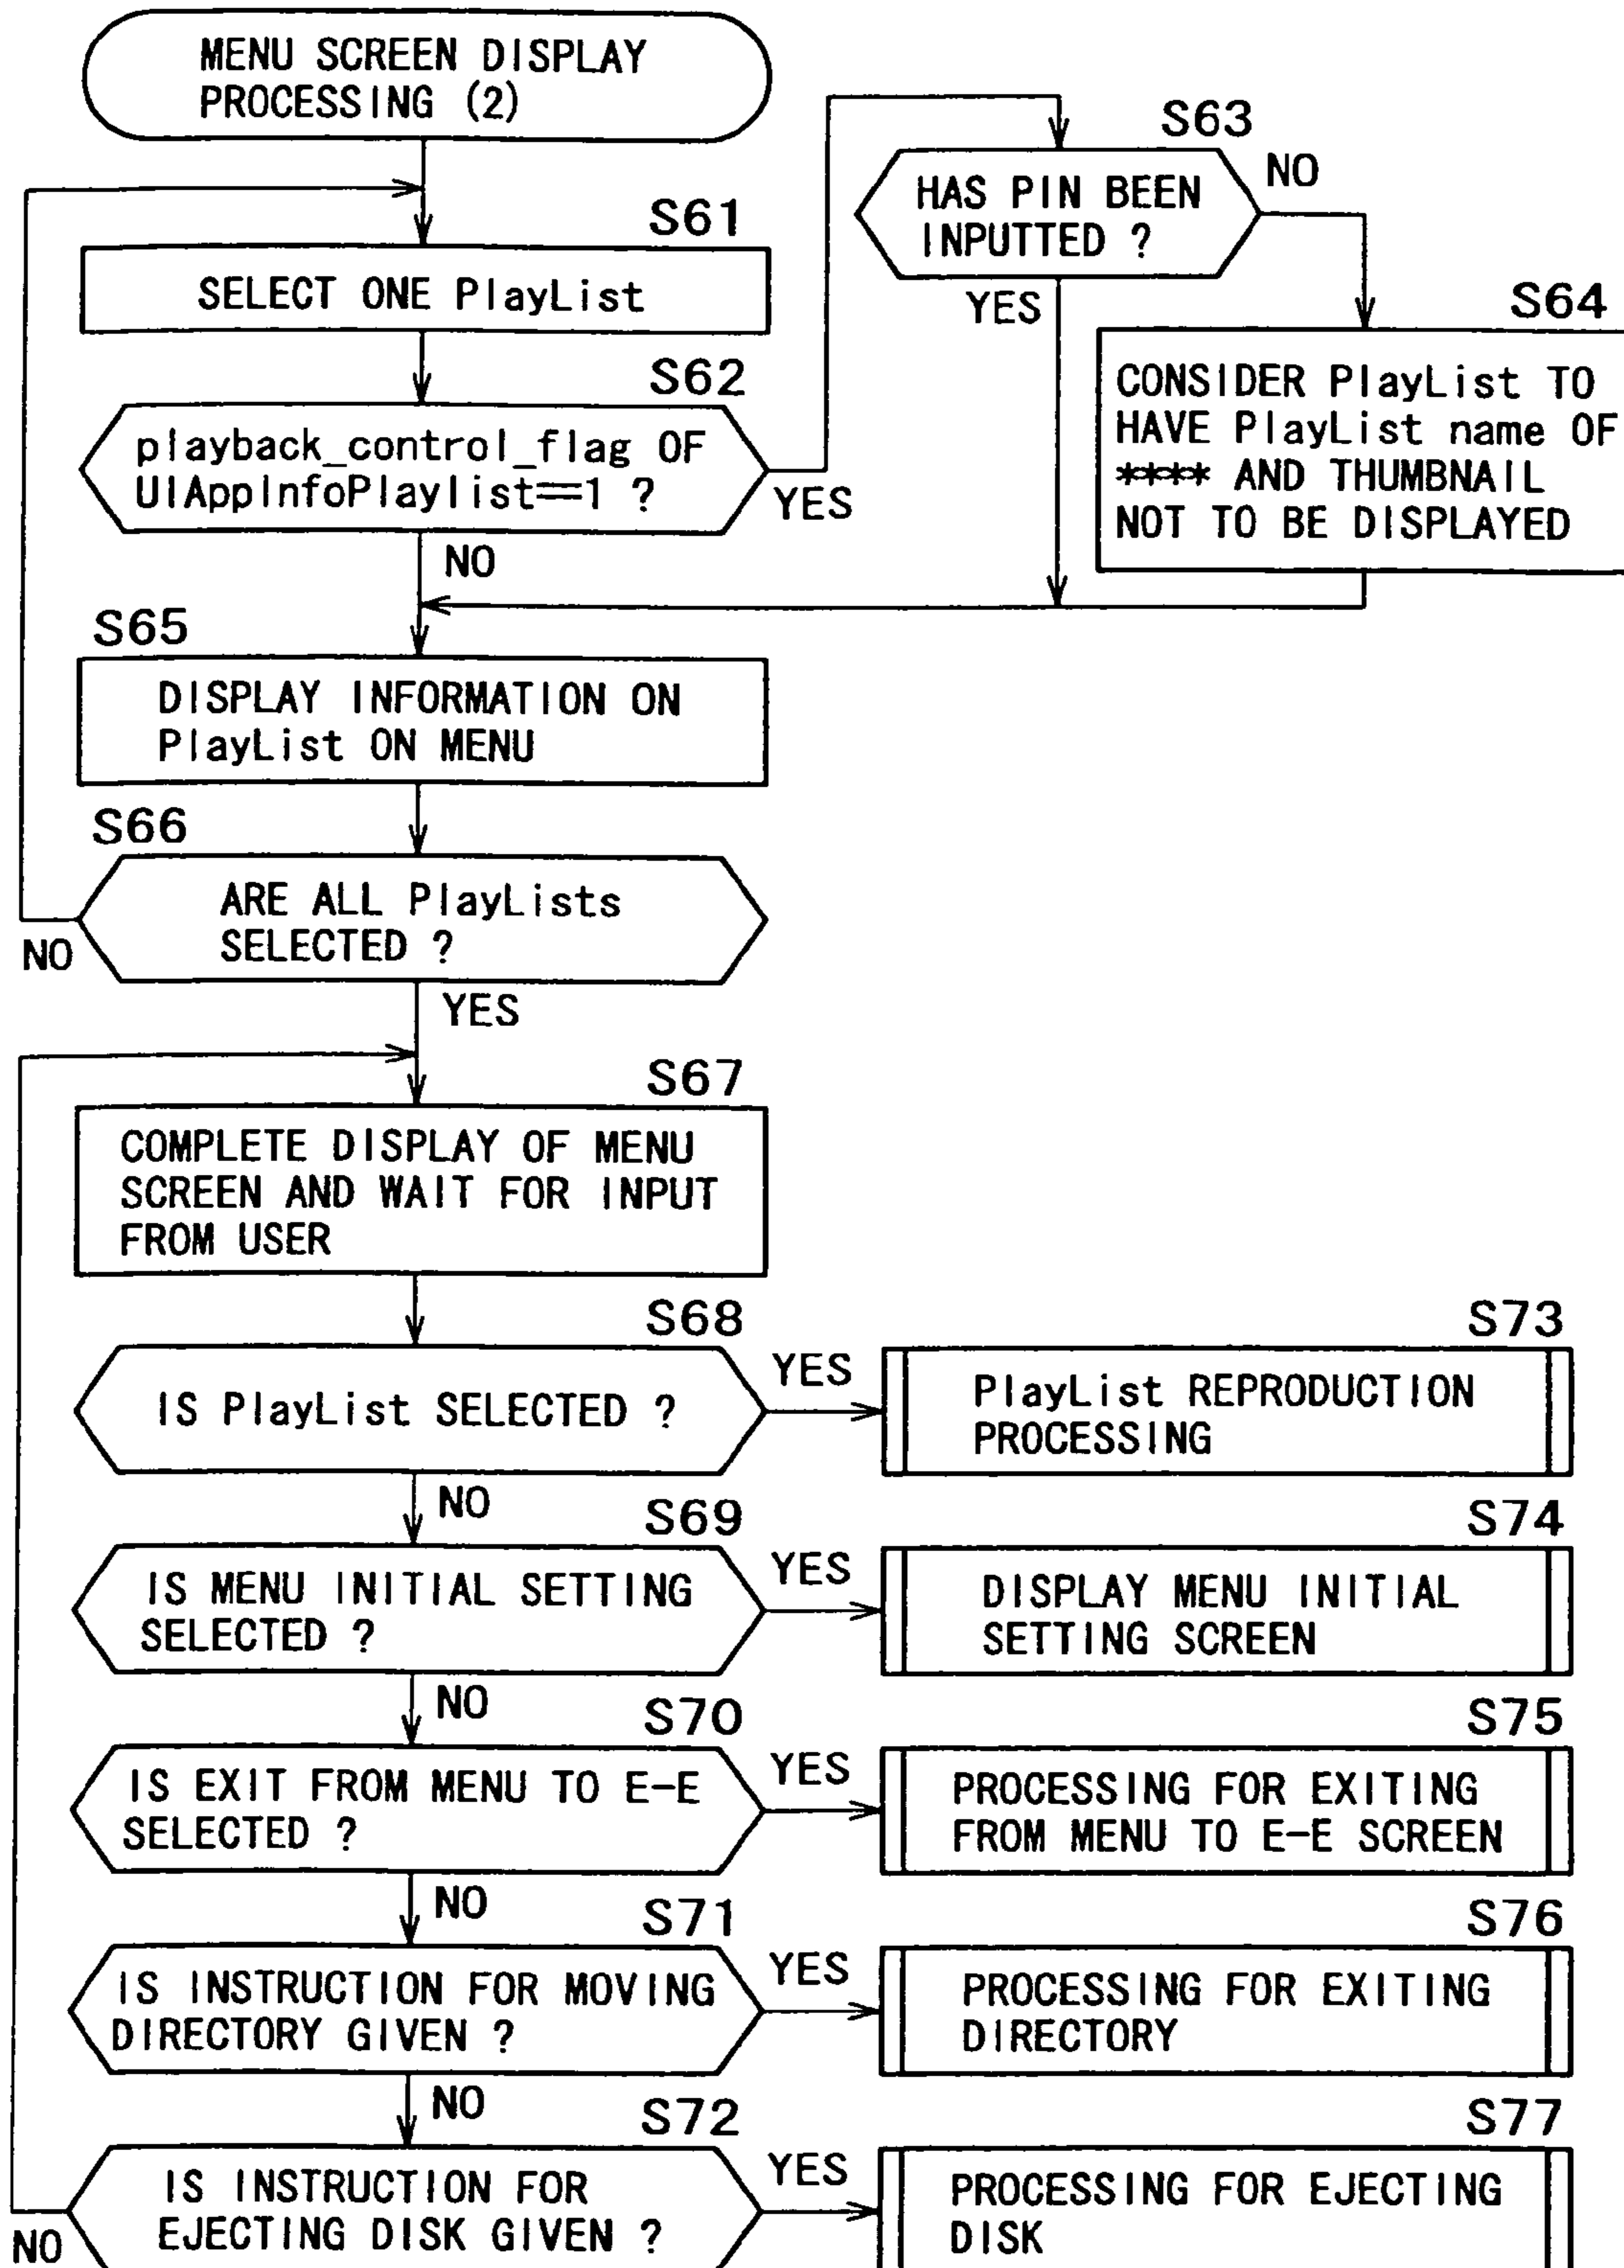 MENU SCREEN DISPLAY
PROCESSING (2)
S61
SELECT ONE PlayList
S62
playback_control_flag OF
UIAppInfoPlaylist==1 ?
YES
NO
S63
HAS PIN BEEN
INPUTTED ?
NO
YES
S64
CONSIDER PlayList TO
HAVE PlayList name OF
**** AND THUMBNAIL
NOT TO BE DISPLAYED
S65
DISPLAY INFORMATION ON
PlayList ON MENU
S66
ARE ALL PlayLists
SELECTED ?
NO
YES
S67
COMPLETE DISPLAY OF MENU
SCREEN AND WAIT FOR INPUT
FROM USER
S68
IS PlayList SELECTED ?
YES
NO
S73
PlayList REPRODUCTION
PROCESSING
S69
IS MENU INITIAL SETTING
SELECTED ?
YES
NO
S74
DISPLAY MENU INITIAL
SETTING SCREEN
S70
IS EXIT FROM MENU TO E-E
SELECTED ?
YES
NO
S75
PROCESSING FOR EXITING
FROM MENU TO E-E SCREEN
S71
IS INSTRUCTION FOR MOVING
DIRECTORY GIVEN ?
YES
NO
S76
PROCESSING FOR EXITING
DIRECTORY
S72
IS INSTRUCTION FOR
EJECTING DISK GIVEN ?
YES
NO
S77
PROCESSING FOR EJECTING
DISK